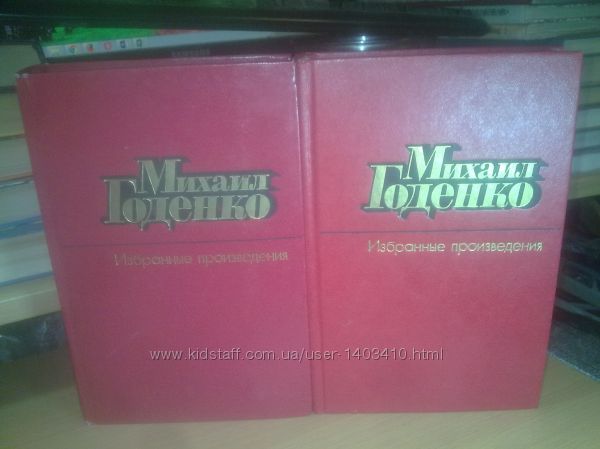 Михаил
Годенко
Избранные произведения
Михаил
Годенко
Избранные произведения
www.kidstaff.com.ua/user-1403410.html